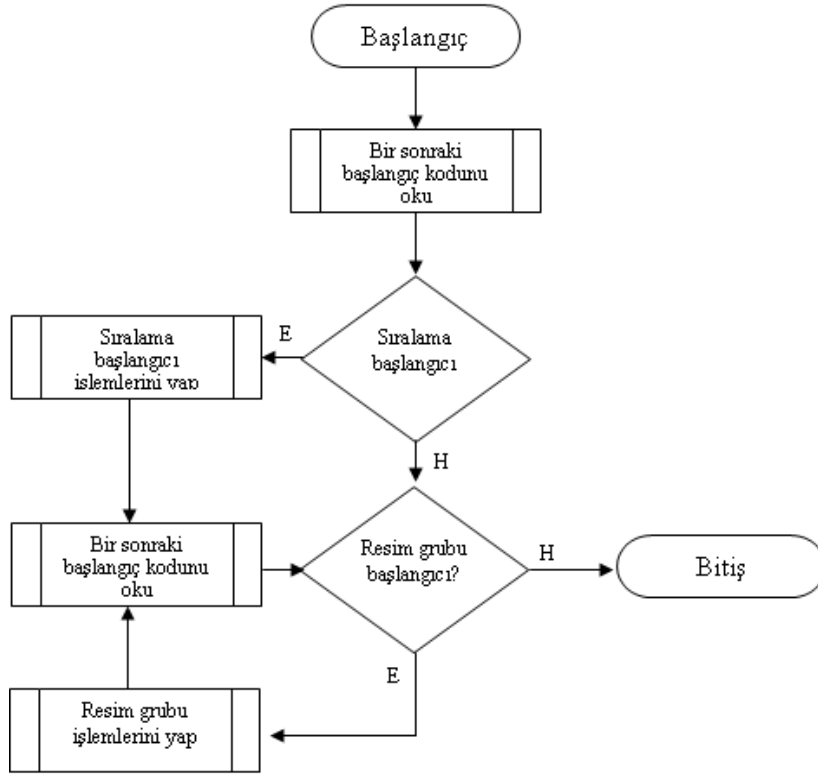 Başlangıç
Bir sonraki
başlangıç kodunu
oku
Sıralama
başlangıcı
E
Sıralama
başlangıcı
işlemlerini yap
H
Bir sonraki
başlangıç kodunu
oku
Resim grubu
başlangıcı?
H
Bitiş
E
Resim grubu
işlemlerini yap